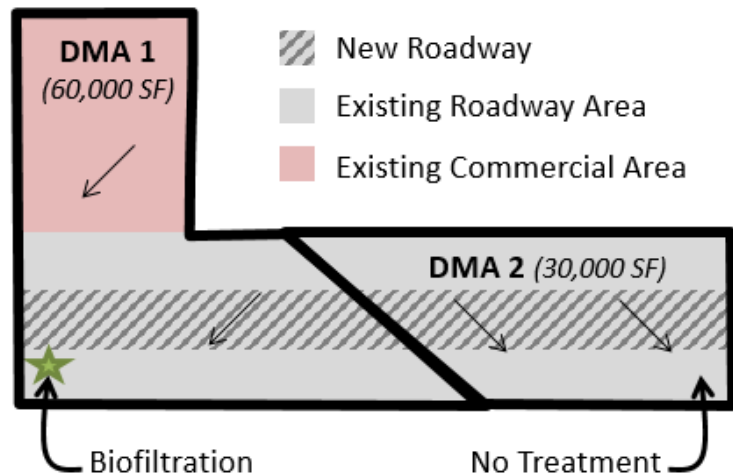 DMA 1
(60,000 SF)
New Roadway
Existing Roadway Area
Existing Commercial Area
DMA 2 (30,000 SF)
Biofiltration
No Treatment